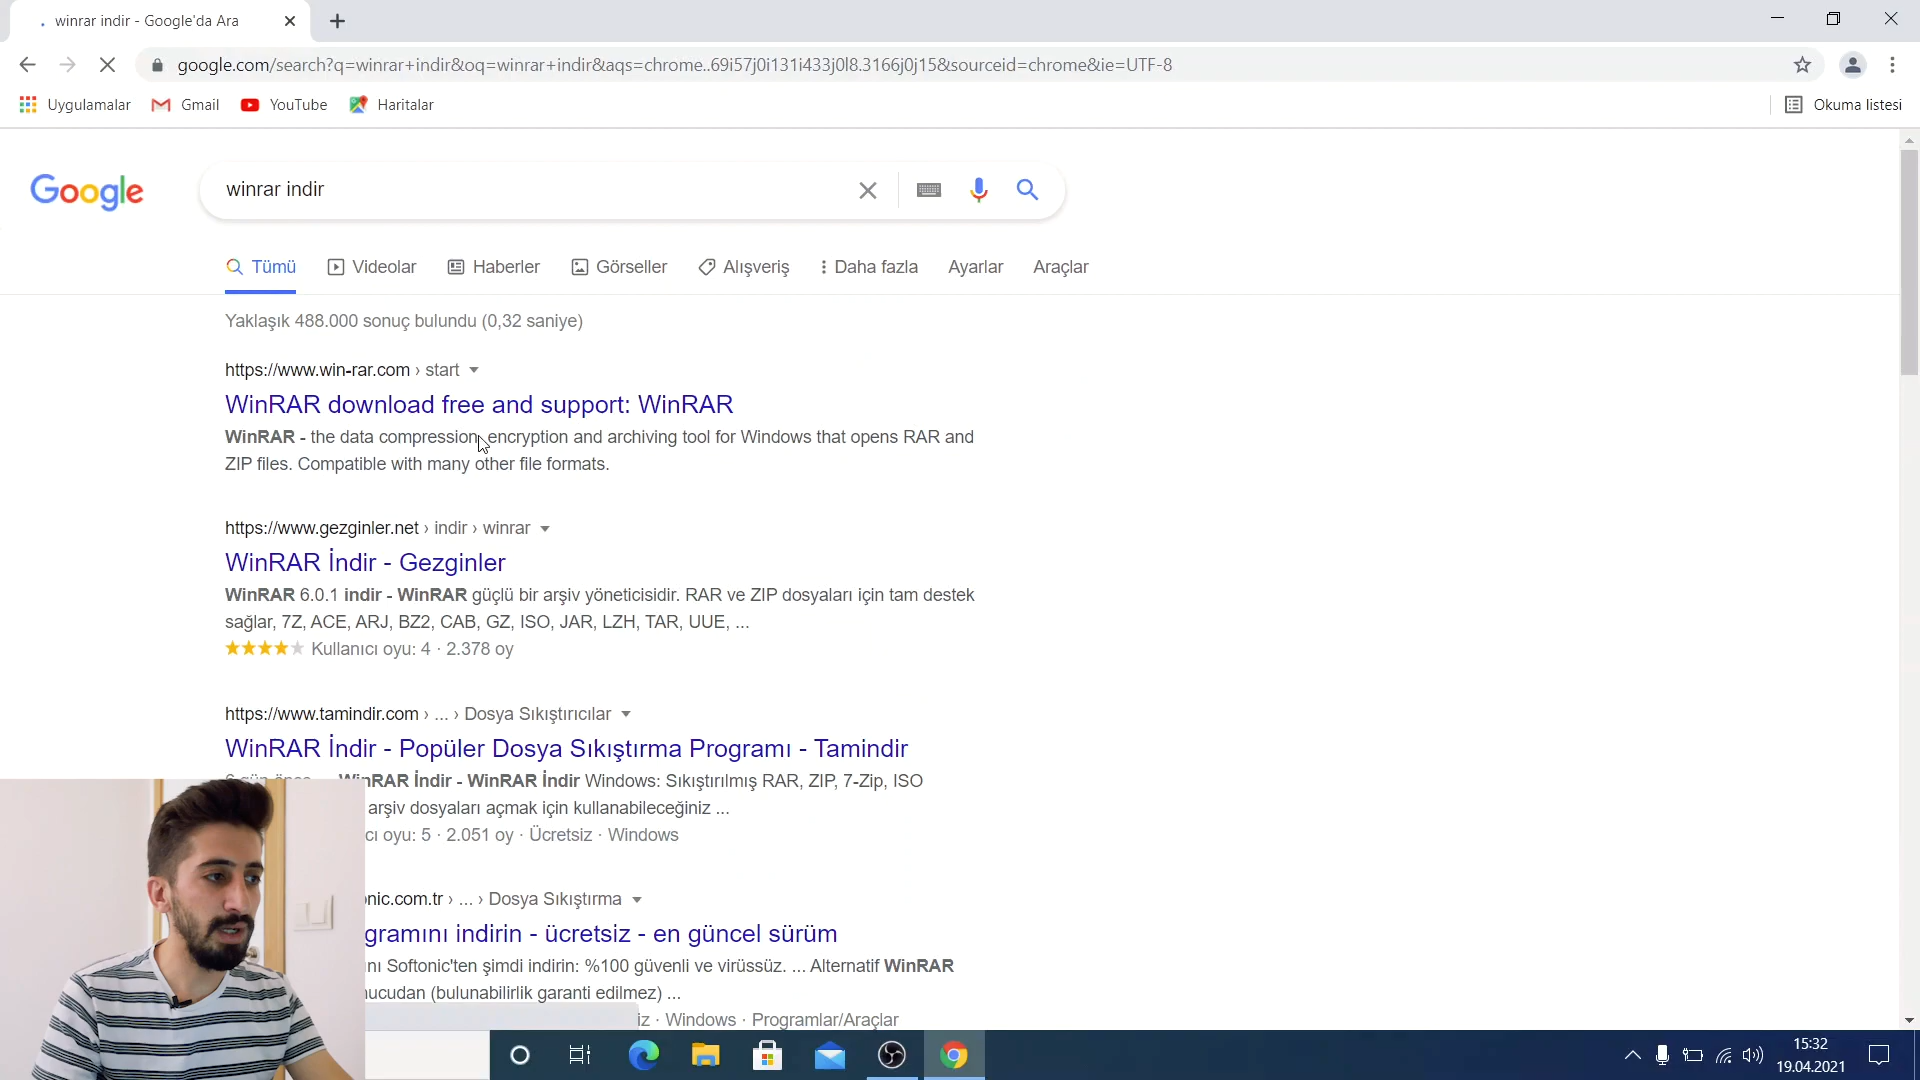 winrar indir - Google'da Ara
google.com/search?q=winrar+indir&oq=winrar+indir&aqs=chrome..69i57j0i131i433j0l8.3166j0j15&sourceid=chrome&ie=UTF-8
Uygulamalar Gmail YouTube Haritalar Okuma listesi
Google winrar indir
Tümü Videolar Haberler Görseller Alışveriş Daha fazla Ayarlar Araçlar
Yaklaşık 488.000 sonuç bulundu (0,32 saniye)
https://www.win-rar.com › start
WinRAR download free and support: WinRAR
WinRAR - the data compression, encryption and archiving tool for Windows that opens RAR and
ZIP files. Compatible with many other file formats.
https://www.gezginler.net › indir › winrar
WinRAR İndir - Gezginler
WinRAR 6.0.1 indir - WinRAR güçlü bir arşiv yöneticisidir. RAR ve ZIP dosyaları için tam destek
sağlar, 7Z, ACE, ARJ, BZ2, CAB, GZ, ISO, JAR, LZH, TAR, UUE, ...
Kullanıcı oyu: 4 · 2.378 oy
https://www.tamindir.com › ... › Dosya Sıkıştırıcılar
WinRAR İndir - Popüler Dosya Sıkıştırma Programı - Tamindir
WinRAR İndir - WinRAR İndir Windows: Sıkıştırılmış RAR, ZIP, 7-Zip, ISO
arşiv dosyaları açmak için kullanabileceğiniz ...
cı oyu: 5 · 2.051 oy · Ücretsiz · Windows
onic.com.tr › ... › Dosya Sıkıştırma
gramını indirin - ücretsiz - en güncel sürüm
nı Softonic'ten şimdi indirin: %100 güvenli ve virüssüz. ... Alternatif WinRAR
ucudan (bulunabilirlik garanti edilmez) ...
iz · Windows · Programlar/Araçlar
15:32
19.04.2021